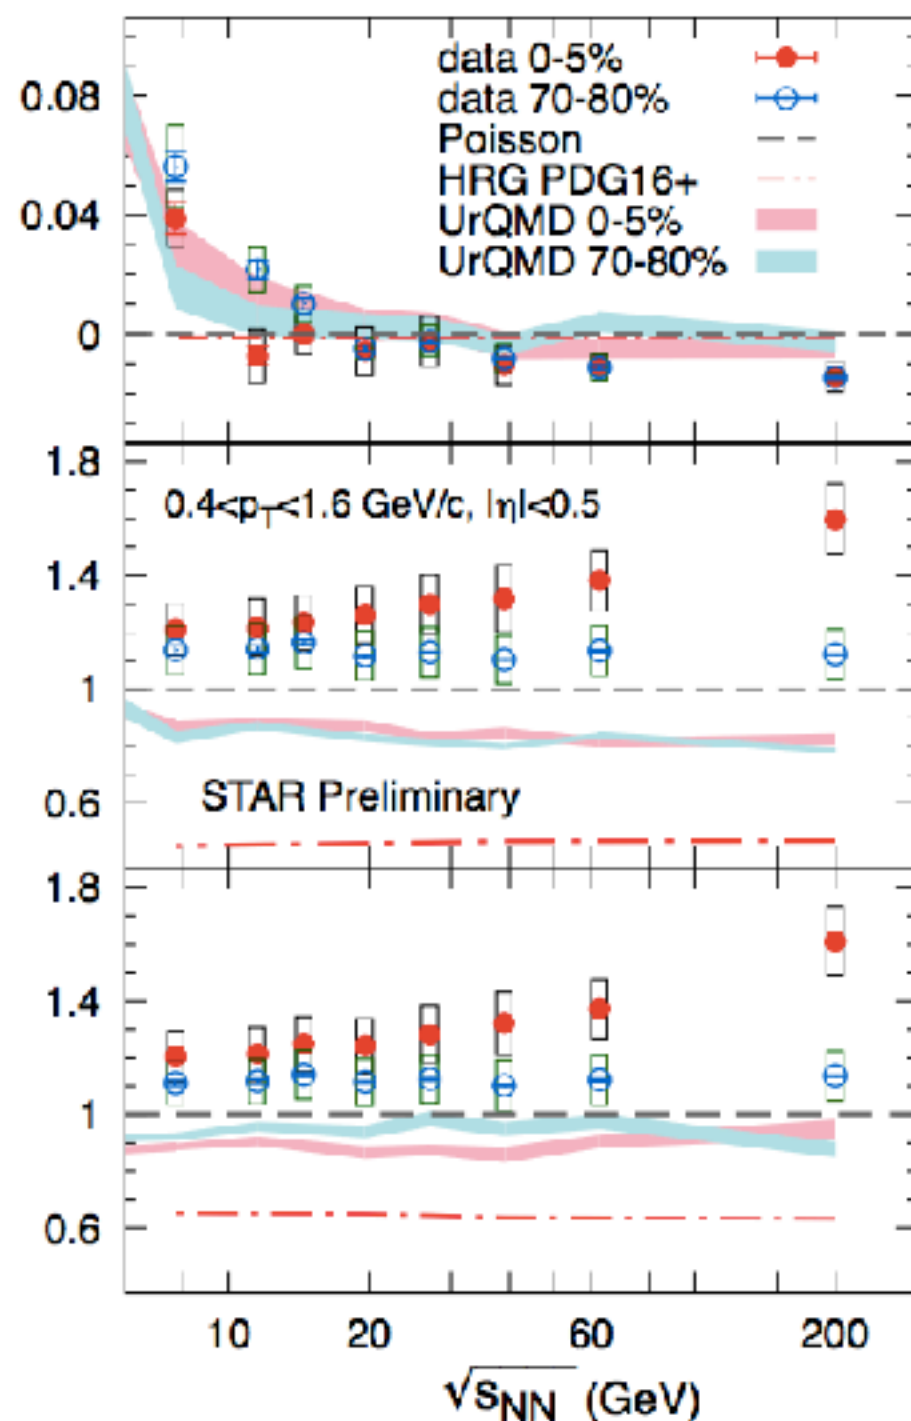 data 0-5%
data 70-80%
Poisson
HRG PDG16+
UrQMD 0-5%
UrQMD 70-80%
0.08
0.04
0
1.8
0.4<p_T<1.6 GeV/c, |η|<0.5
1.4
1
0.6
STAR Preliminary
1.8
1.4
1
0.6
10 20 60 200
√s_NN (GeV)